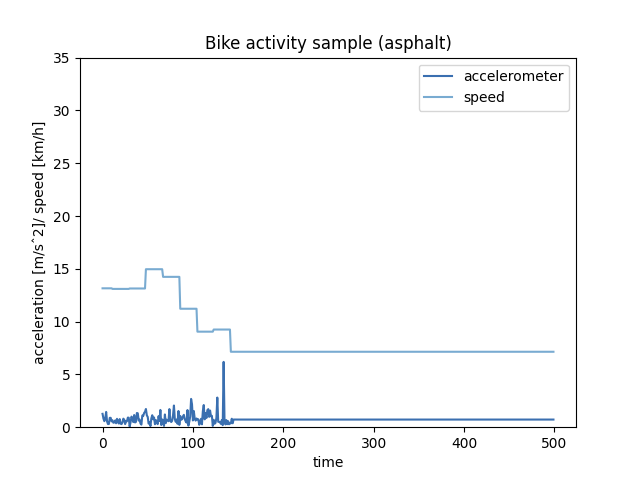 Bike activity sample (asphalt)
accelerometer
speed
acceleration [m/sˆ2]/ speed [km/h]
35
30
25
20
15
10
5
0
0 100 200 300 400 500
time